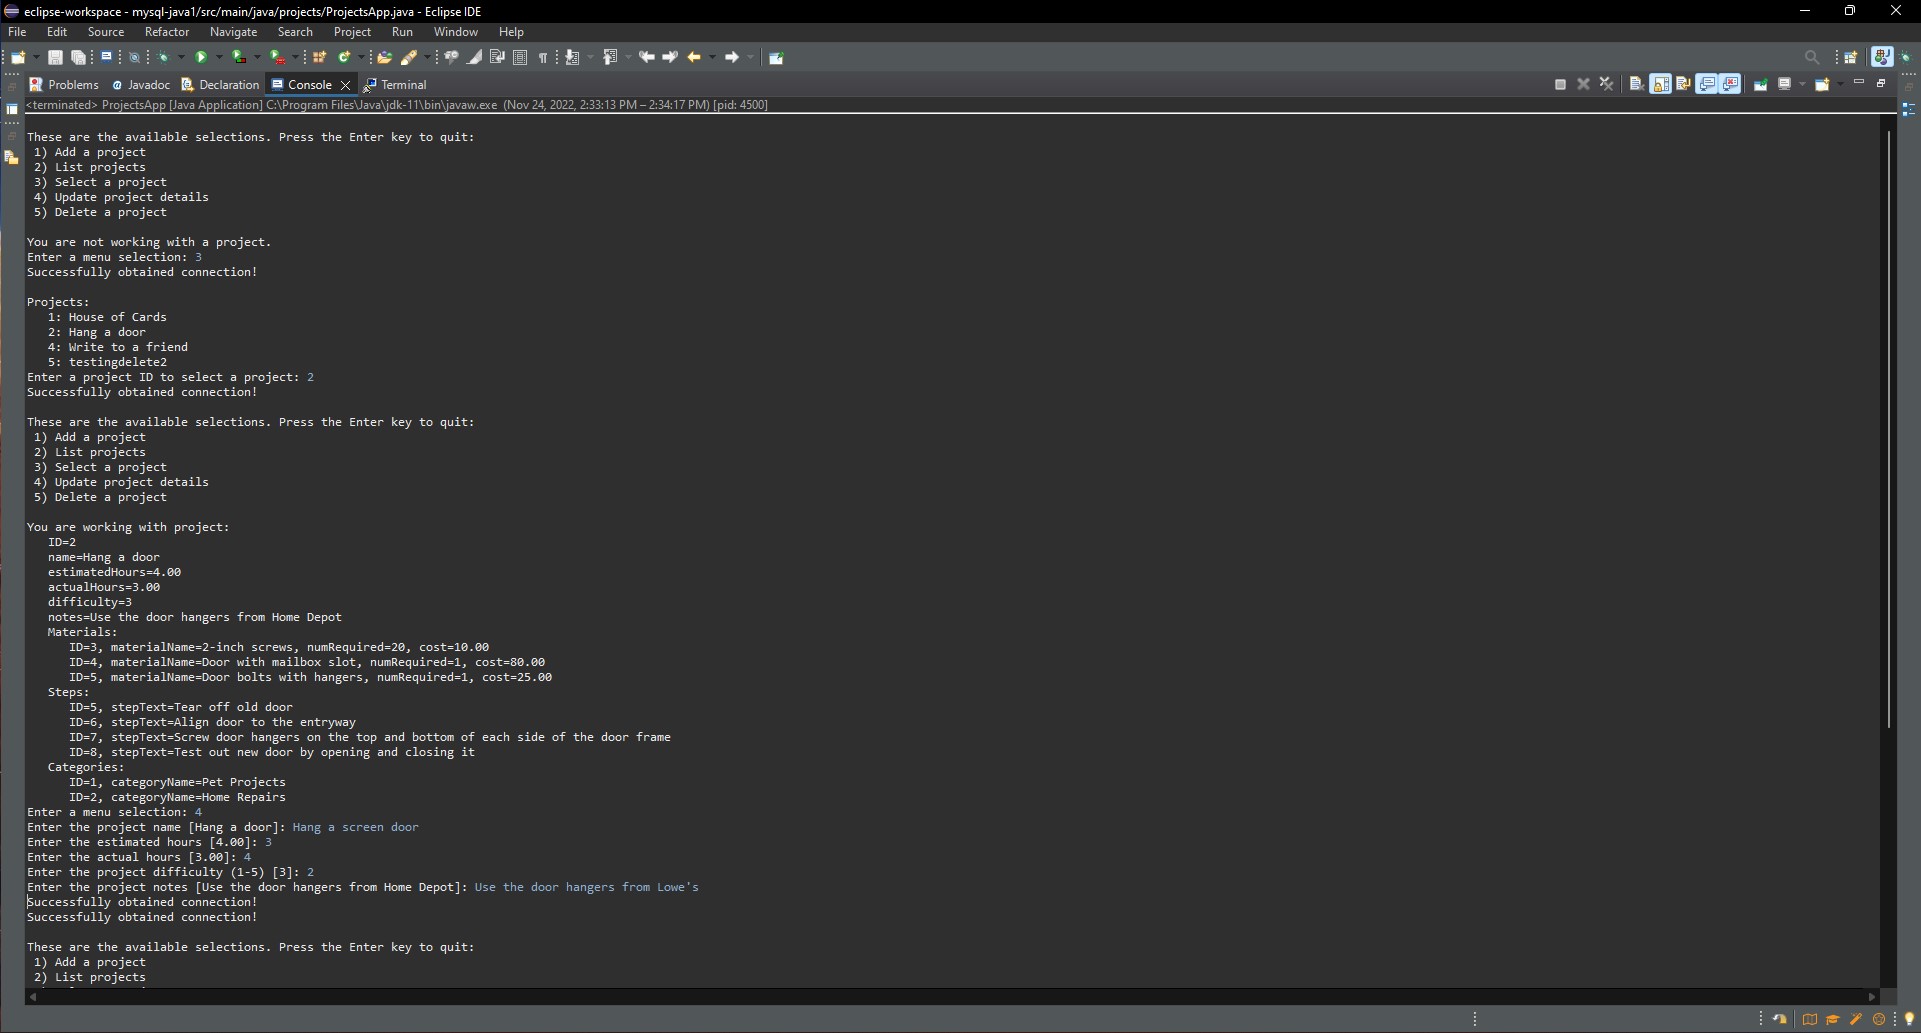 eclipse-workspace - mysql-java1/src/main/java/projects/ProjectsApp.java - Eclipse IDE
File Edit Source Refactor Navigate Search Project Run Window Help
Problems Javadoc Declaration Console Terminal
<terminated> ProjectsApp [Java Application] C:\Program Files\Java\jdk-11\bin\javaw.exe (Nov 24, 2022, 2:33:13 PM – 2:34:17 PM) [pid: 4500]
These are the available selections. Press the Enter key to quit:
1) Add a project
2) List projects
3) Select a project
4) Update project details
5) Delete a project
You are not working with a project.
Enter a menu selection: 3
Successfully obtained connection!
Projects:
1: House of Cards
2: Hang a door
4: Write to a friend
5: testingdelete2
Enter a project ID to select a project: 2
Successfully obtained connection!
These are the available selections. Press the Enter key to quit:
1) Add a project
2) List projects
3) Select a project
4) Update project details
5) Delete a project
You are working with project:
ID=2
name=Hang a door
estimatedHours=4.00
actualHours=3.00
difficulty=3
notes=Use the door hangers from Home Depot
Materials:
ID=3, materialName=2-inch screws, numRequired=20, cost=10.00
ID=4, materialName=Door with mailbox slot, numRequired=1, cost=80.00
ID=5, materialName=Door bolts with hangers, numRequired=1, cost=25.00
Steps:
ID=5, stepText=Tear off old door
ID=6, stepText=Align door to the entryway
ID=7, stepText=Screw door hangers on the top and bottom of each side of the door frame
ID=8, stepText=Test out new door by opening and closing it
Categories:
ID=1, categoryName=Pet Projects
ID=2, categoryName=Home Repairs
Enter a menu selection: 4
Enter the project name [Hang a door]: Hang a screen door
Enter the estimated hours [4.00]: 3
Enter the actual hours [3.00]: 4
Enter the project difficulty (1-5) [3]: 2
Enter the project notes [Use the door hangers from Home Depot]: Use the door hangers from Lowe's
Successfully obtained connection!
Successfully obtained connection!
These are the available selections. Press the Enter key to quit:
1) Add a project
2) List projects